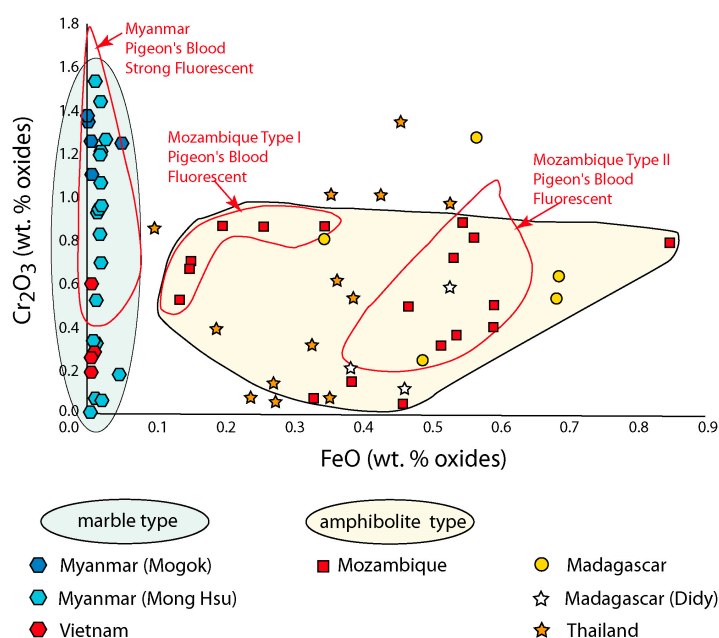 1.8
1.6
1.4
1.2
1.0
0.8
0.6
0.4
0.2
0.0
Cr2O3 (wt. % oxides)
Myanmar
Pigeon's Blood
Strong Fluorescent
Mozambique Type I
Pigeon's Blood
Fluorescent
Mozambique Type II
Pigeon's Blood
Fluorescent
0.0 0.1 0.2 0.3 0.4 0.5 0.6 0.7 0.8 0.9
FeO (wt. % oxides)
marble type
amphibolite type
Myanmar (Mogok)
Mozambique
Madagascar
Myanmar (Mong Hsu)
Madagascar (Didy)
Vietnam
Thailand